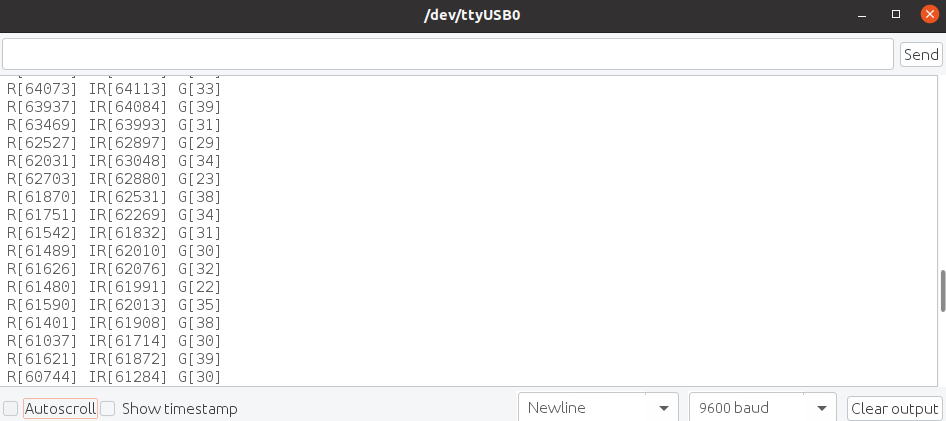 /dev/ttyUSB0
Send
R[64073] IR[64113] G[33]
R[63937] IR[64084] G[39]
R[63469] IR[63993] G[31]
R[62527] IR[62897] G[29]
R[62031] IR[63048] G[34]
R[62703] IR[62880] G[23]
R[61870] IR[62531] G[38]
R[61751] IR[62269] G[34]
R[61542] IR[61832] G[31]
R[61489] IR[62010] G[30]
R[61626] IR[62076] G[32]
R[61480] IR[61991] G[22]
R[61590] IR[62013] G[35]
R[61401] IR[61908] G[38]
R[61037] IR[61714] G[30]
R[61621] IR[61872] G[39]
R[60744] IR[61284] G[30]
Autoscroll Show timestamp Newline 9600 baud Clear output